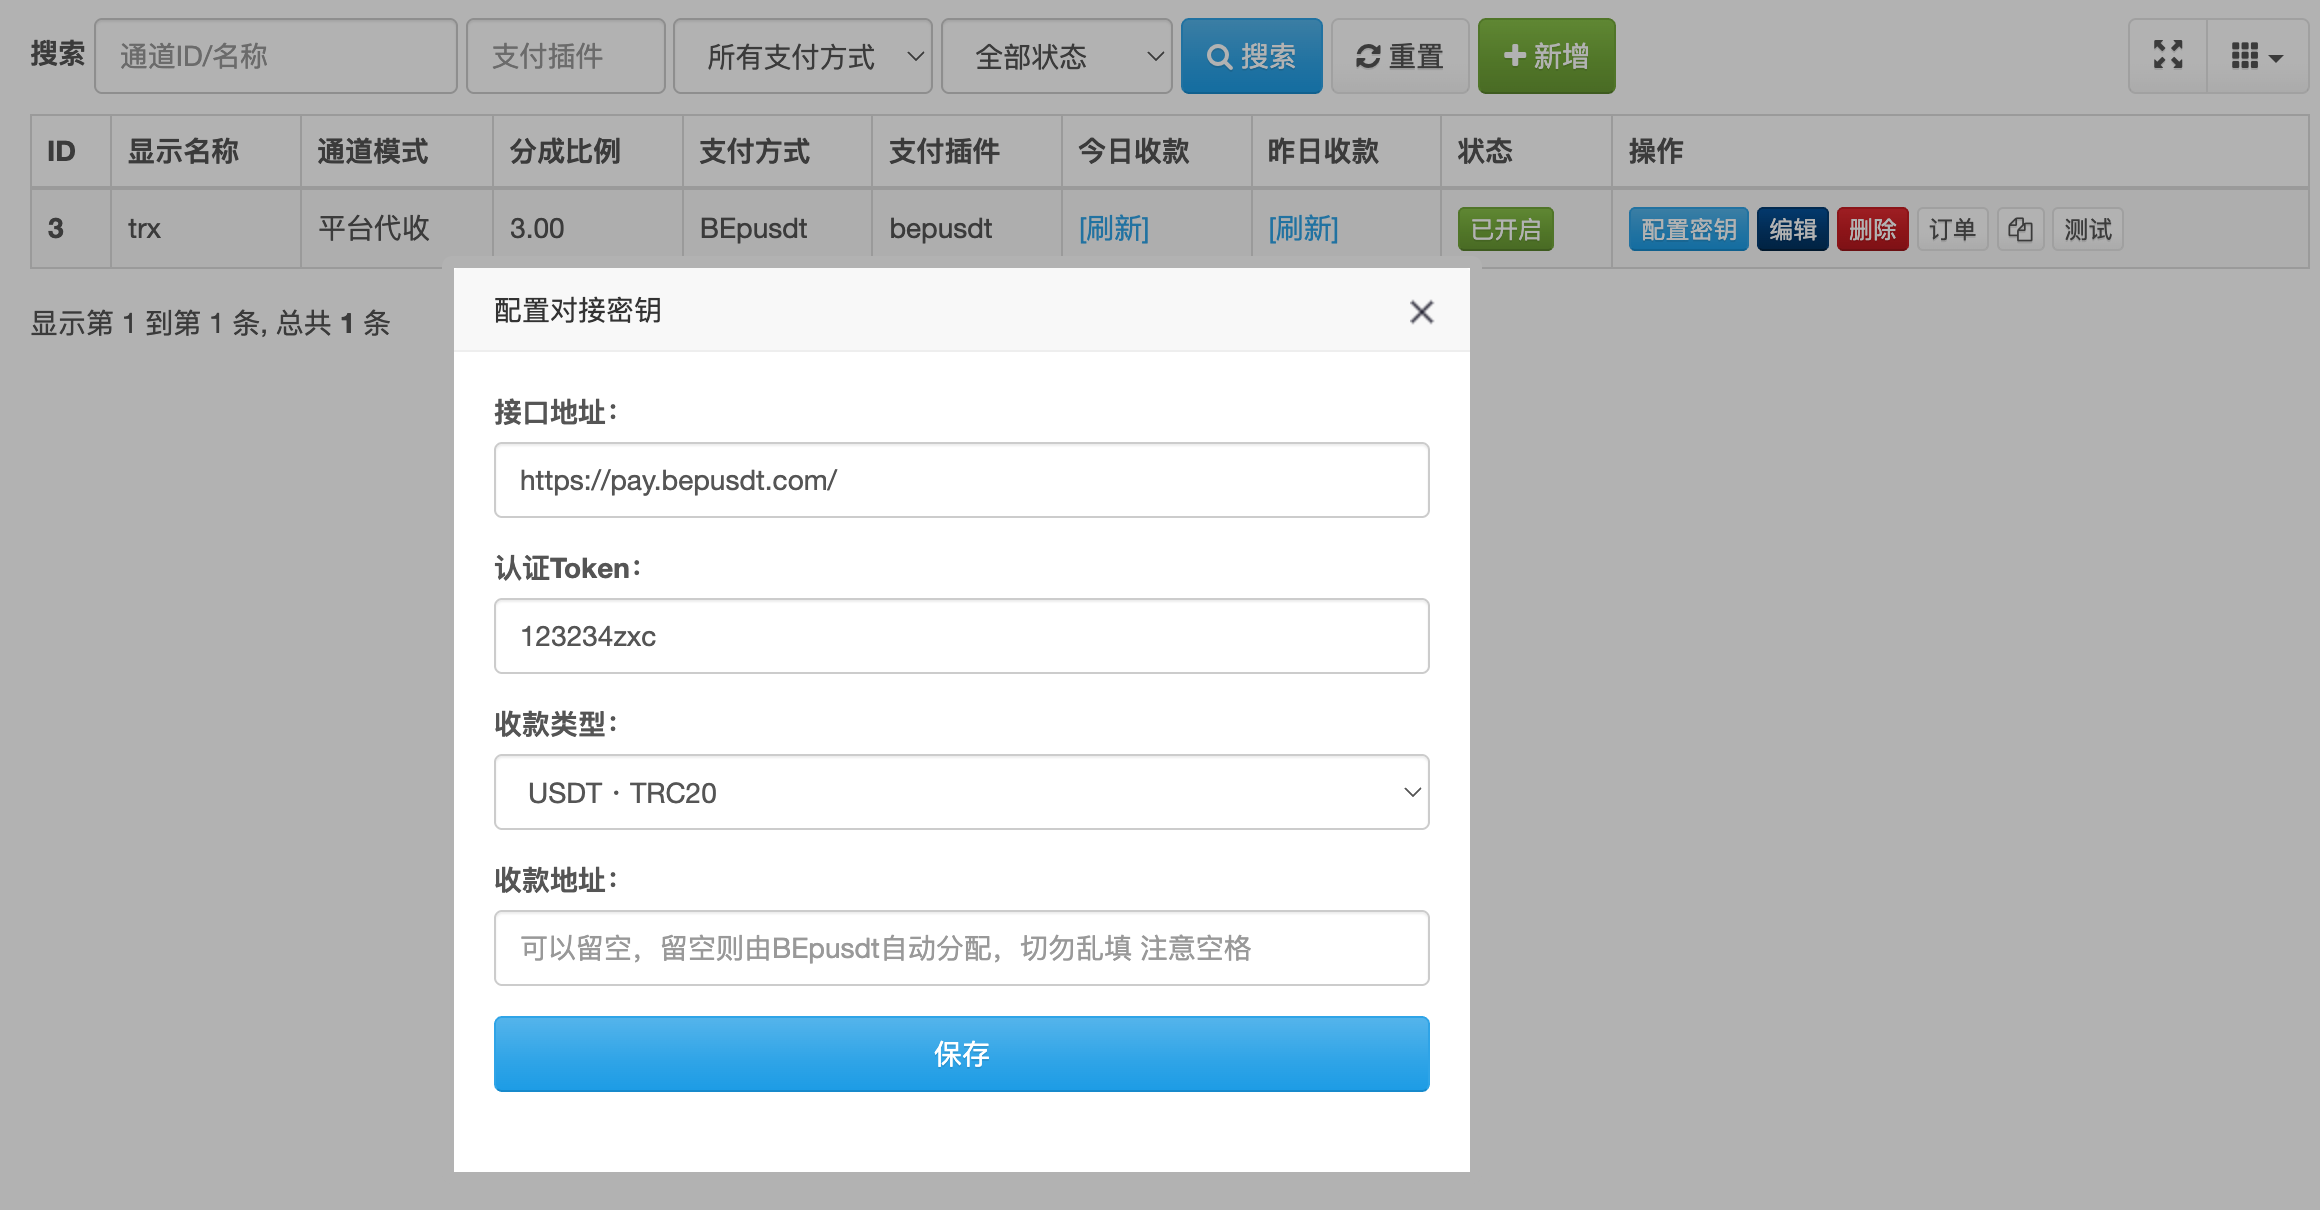 搜索 通道ID/名称 支付插件 所有支付方式 全部状态 搜索 重置 新增
ID 显示名称 通道模式 分成比例 支付方式 支付插件 今日收款 昨日收款 状态 操作
3 trx 平台代收 3.00 BEpusdt bepusdt [刷新] [刷新] 已开启 配置密钥 编辑 删除 订单 测试
显示第 1 到第 1 条, 总共 1 条
配置对接密钥
接口地址：
https://pay.bepusdt.com/
认证Token：
123234zxc
收款类型：
USDT · TRC20
收款地址：
可以留空，留空则由BEpusdt自动分配，切勿乱填 注意空格
保存